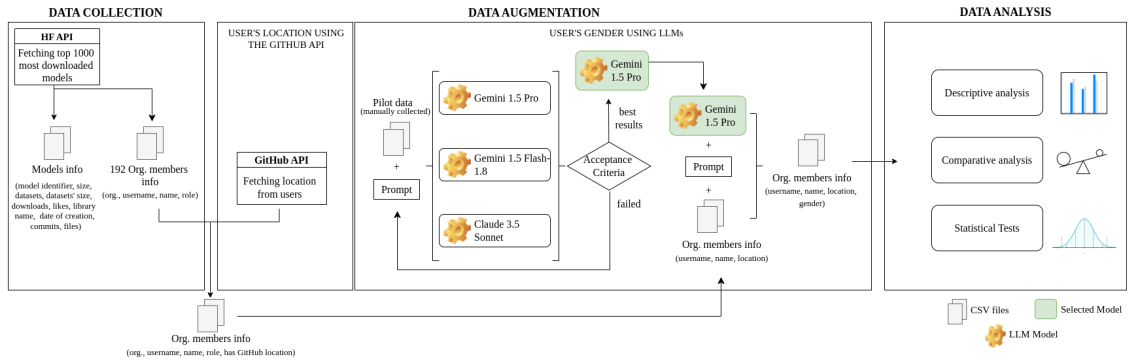 DATA COLLECTION
HF API
Fetching top 1000
most downloaded
models
Models info
(model identifier, size,
datasets, datasets' size,
downloads, likes, library
name, date of creation,
commits, files)
192 Org. members
info
(org., username, name, role)
DATA AUGMENTATION
USER'S LOCATION USING
THE GITHUB API
GitHub API
Fetching location
from users
USER'S GENDER USING LLMs
Pilot data
(manually collected)
+
Prompt
Gemini 1.5 Pro
Gemini 1.5 Flash-
1.8
Claude 3.5
Sonnet
Gemini
1.5 Pro
best
results
Acceptance
Criteria
failed
Gemini
1.5 Pro
+
Prompt
+
Org. members info
(username, name, location)
Org. members info
(username, name, location,
gender)
DATA ANALYSIS
Descriptive analysis
Comparative analysis
Statistical Tests
Org. members info
(org., username, name, role, has GitHub location)
CSV files
Selected Model
LLM Model